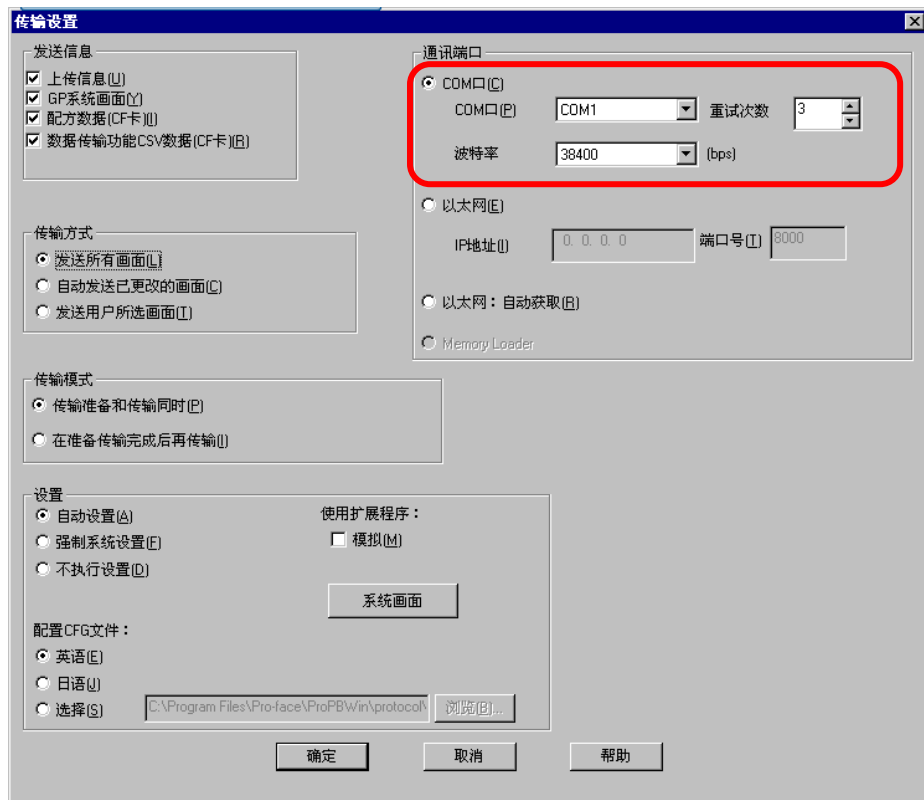 传输设置
发送信息
上传信息(U)
GP系统画面(Y)
配方数据(CF卡)(I)
数据传输功能CSV数据(CF卡)(R)
通讯端口
COM口(C)
COM口(P) COM1 重试次数 3
波特率 38400 (bps)
以太网(E)
IP地址(I) 0. 0. 0. 0 端口号(T) 8000
以太网：自动获取(R)
Memory Loader
传输方式
发送所有画面(L)
自动发送已更改的画面(C)
发送用户所选画面(T)
传输模式
传输准备和传输同时(P)
在准备传输完成后再传输(I)
设置
自动设置(A)
强制系统设置(F)
不执行设置(D)
使用扩展程序：
模拟(M)
系统画面
配置CFG文件：
英语(E)
日语(J)
选择(S) C:\Program Files\Pro-face\ProPBWin\protocol\ 浏览(B)...
确定 取消 帮助